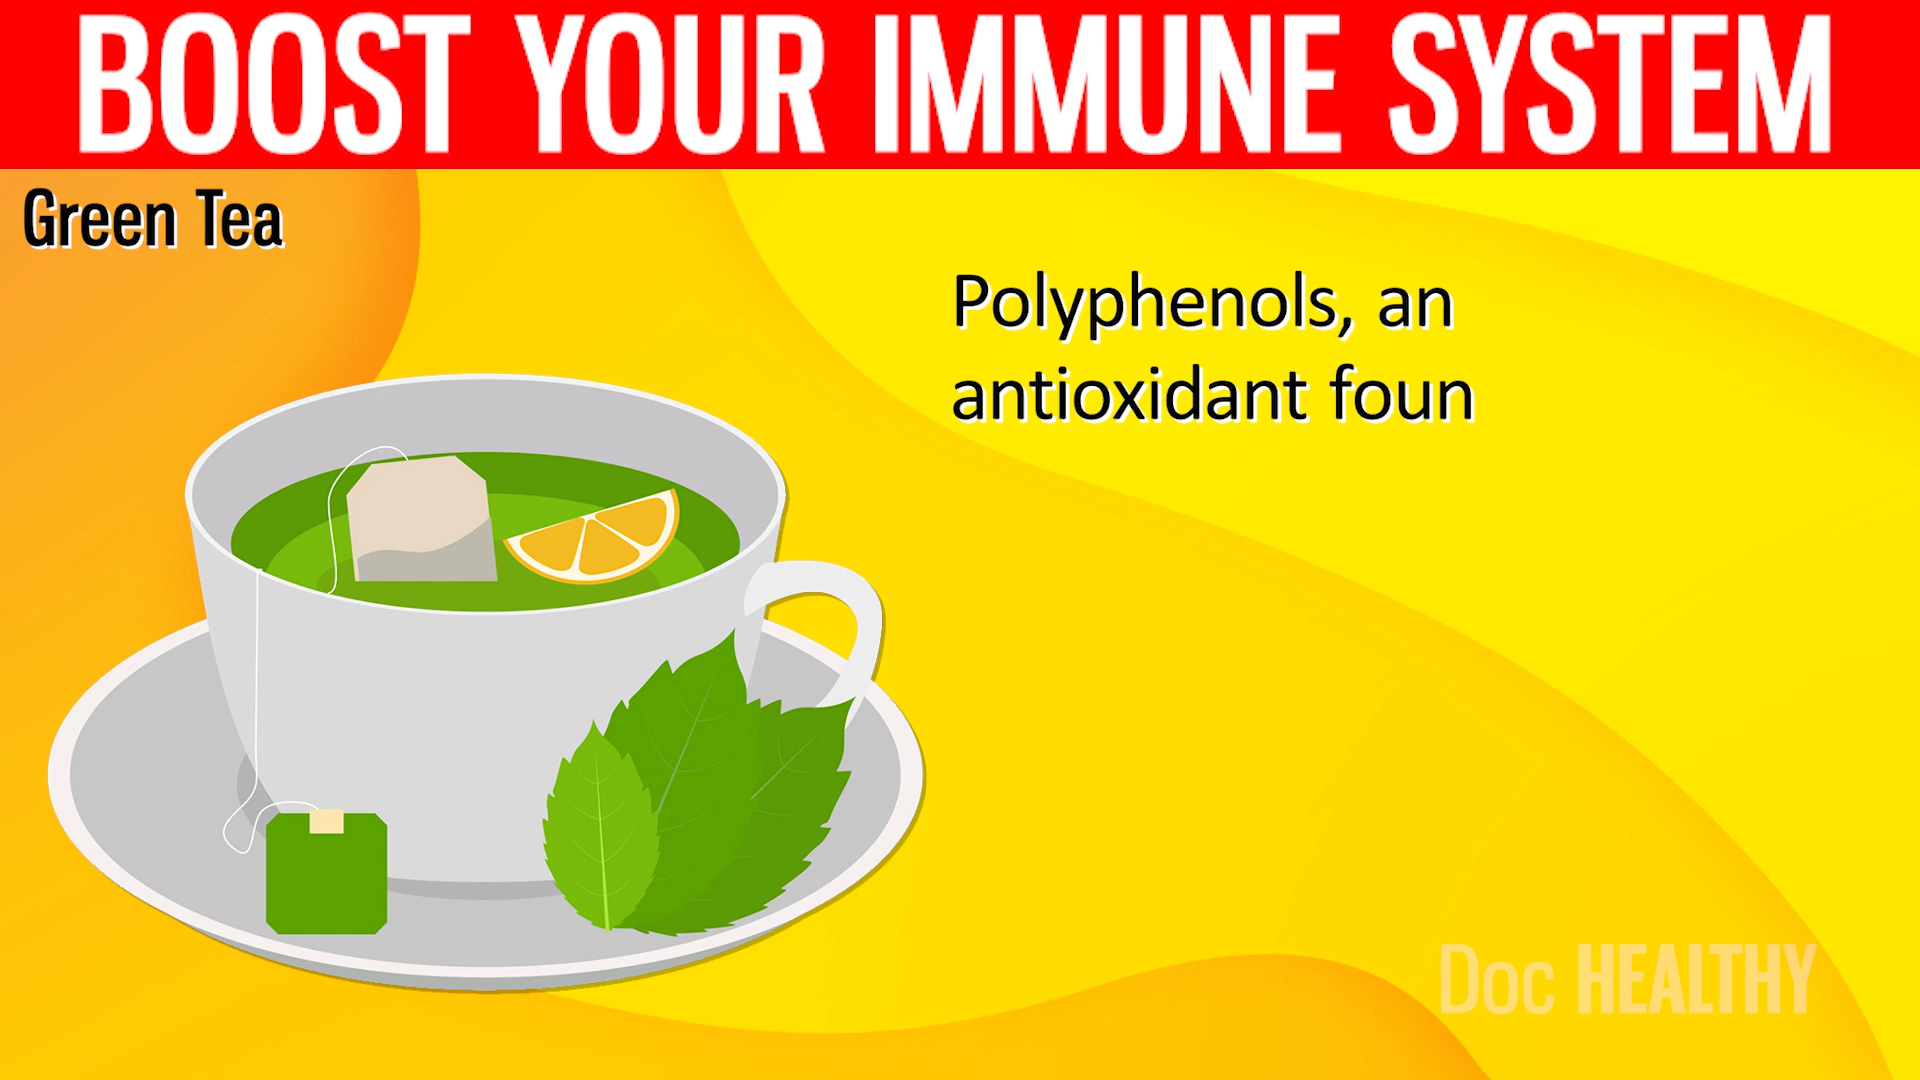 BOOST YOUR IMMUNE SYSTEM
Green Tea
Polyphenols, an
antioxidant foun
Doc HEALTHY